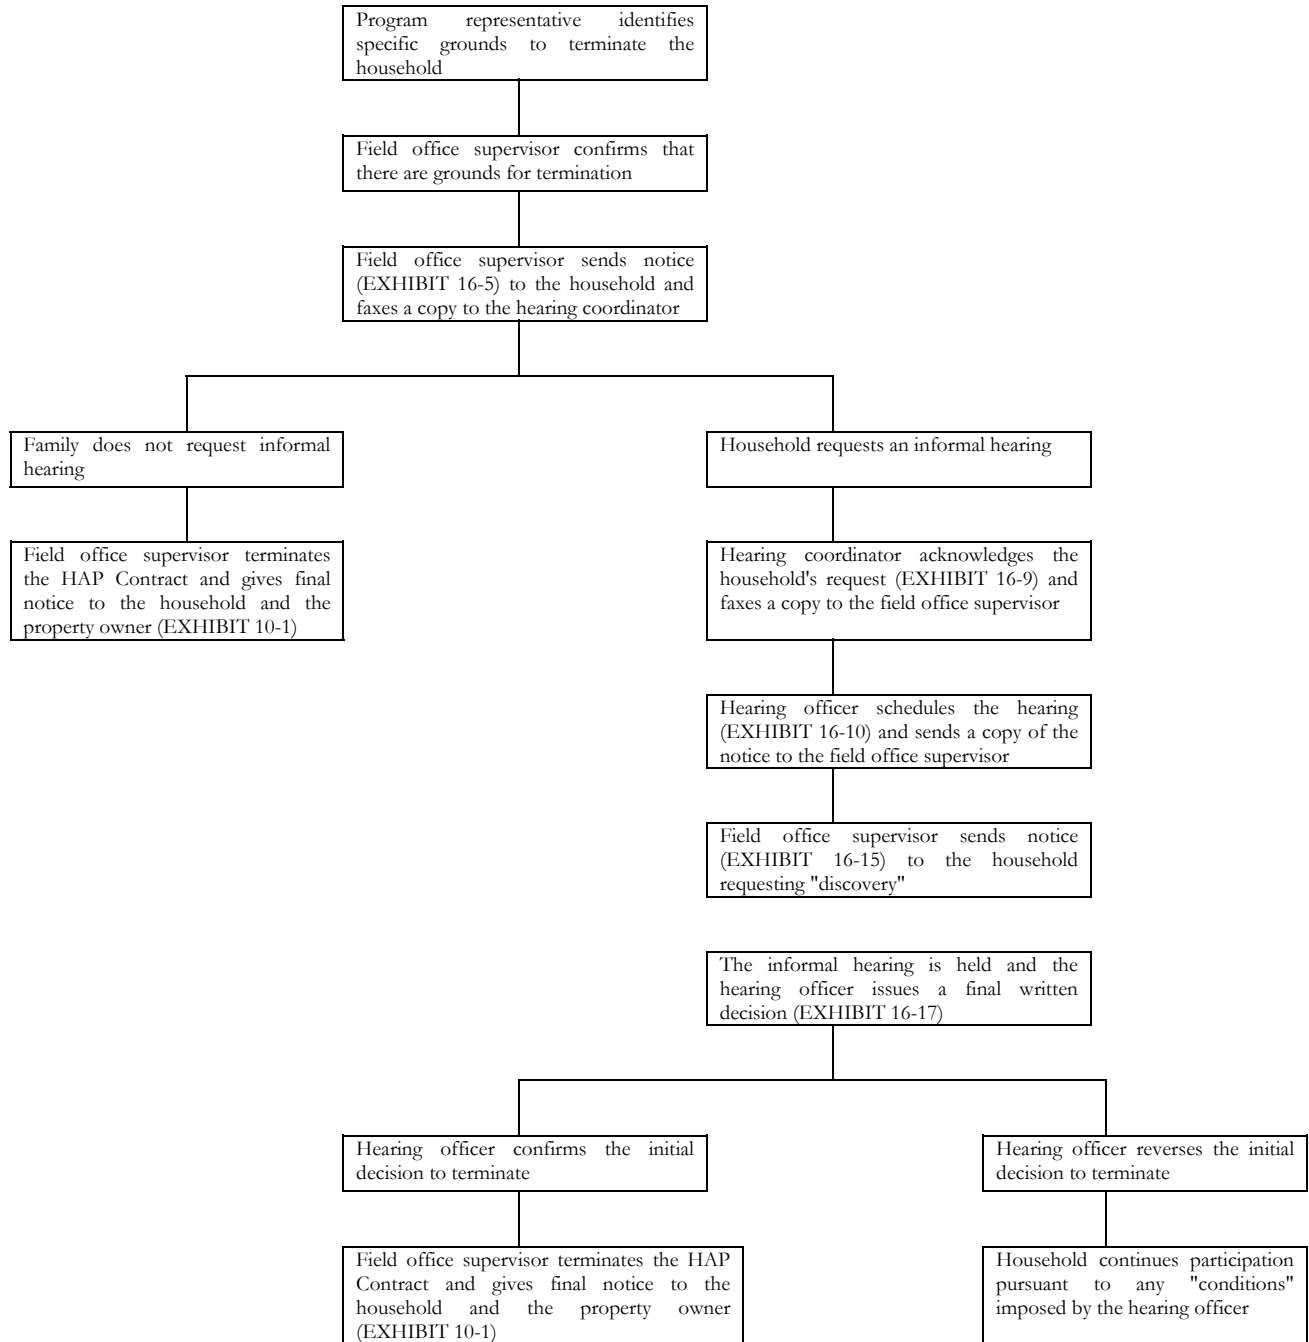 Program representative identifies
specific grounds to terminate the
household
Field office supervisor confirms that
there are grounds for termination
Field office supervisor sends notice
(EXHIBIT 16-5) to the household and
faxes a copy to the hearing coordinator
Family does not request informal
hearing
Household requests an informal hearing
Field office supervisor terminates
the HAP Contract and gives final
notice to the household and the
property owner (EXHIBIT 10-1)
Hearing coordinator acknowledges the
household's request (EXHIBIT 16-9) and
faxes a copy to the field office supervisor
Hearing officer schedules the hearing
(EXHIBIT 16-10) and sends a copy of the
notice to the field office supervisor
Field office supervisor sends notice
(EXHIBIT 16-15) to the household
requesting "discovery"
The informal hearing is held and the
hearing officer issues a final written
decision (EXHIBIT 16-17)
Hearing officer confirms the initial
decision to terminate
Hearing officer reverses the initial
decision to terminate
Field office supervisor terminates the HAP
Contract and gives final notice to the
household and the property owner
(EXHIBIT 10-1)
Household continues participation
pursuant to any "conditions"
imposed by the hearing officer